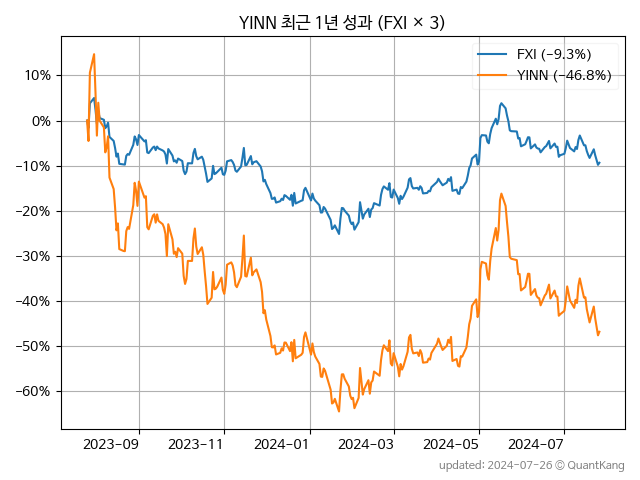 YINN 최근 1년 성과 (FXI × 3)
FXI (−9.3%)
YINN (−46.8%)
10%
0%
−10%
−20%
−30%
−40%
−50%
−60%
2023−09 2023−11 2024−01 2024−03 2024−05 2024−07
updated: 2024-07-26 © QuantKang